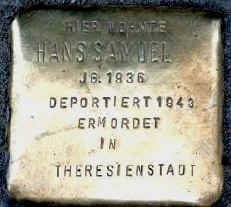 HIER WOHNTE
HANS SAMUEL
JG. 1936
DEPORTIERT 1943
ERMORDET
IN
THERESIENSTADT